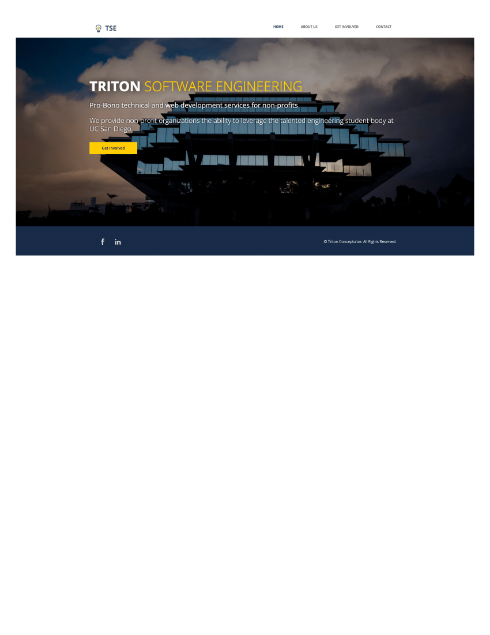 TSE
HOME ABOUT US GET INVOLVED CONTACT
TRITON SOFTWARE ENGINEERING
Pro-Bono technical and web development services for non-profits
We provide non-profit organizations the ability to leverage the talented engineering student body at
UC San Diego.
Get Involved
f in
© Triton Conceptualize. All Rights Reserved.